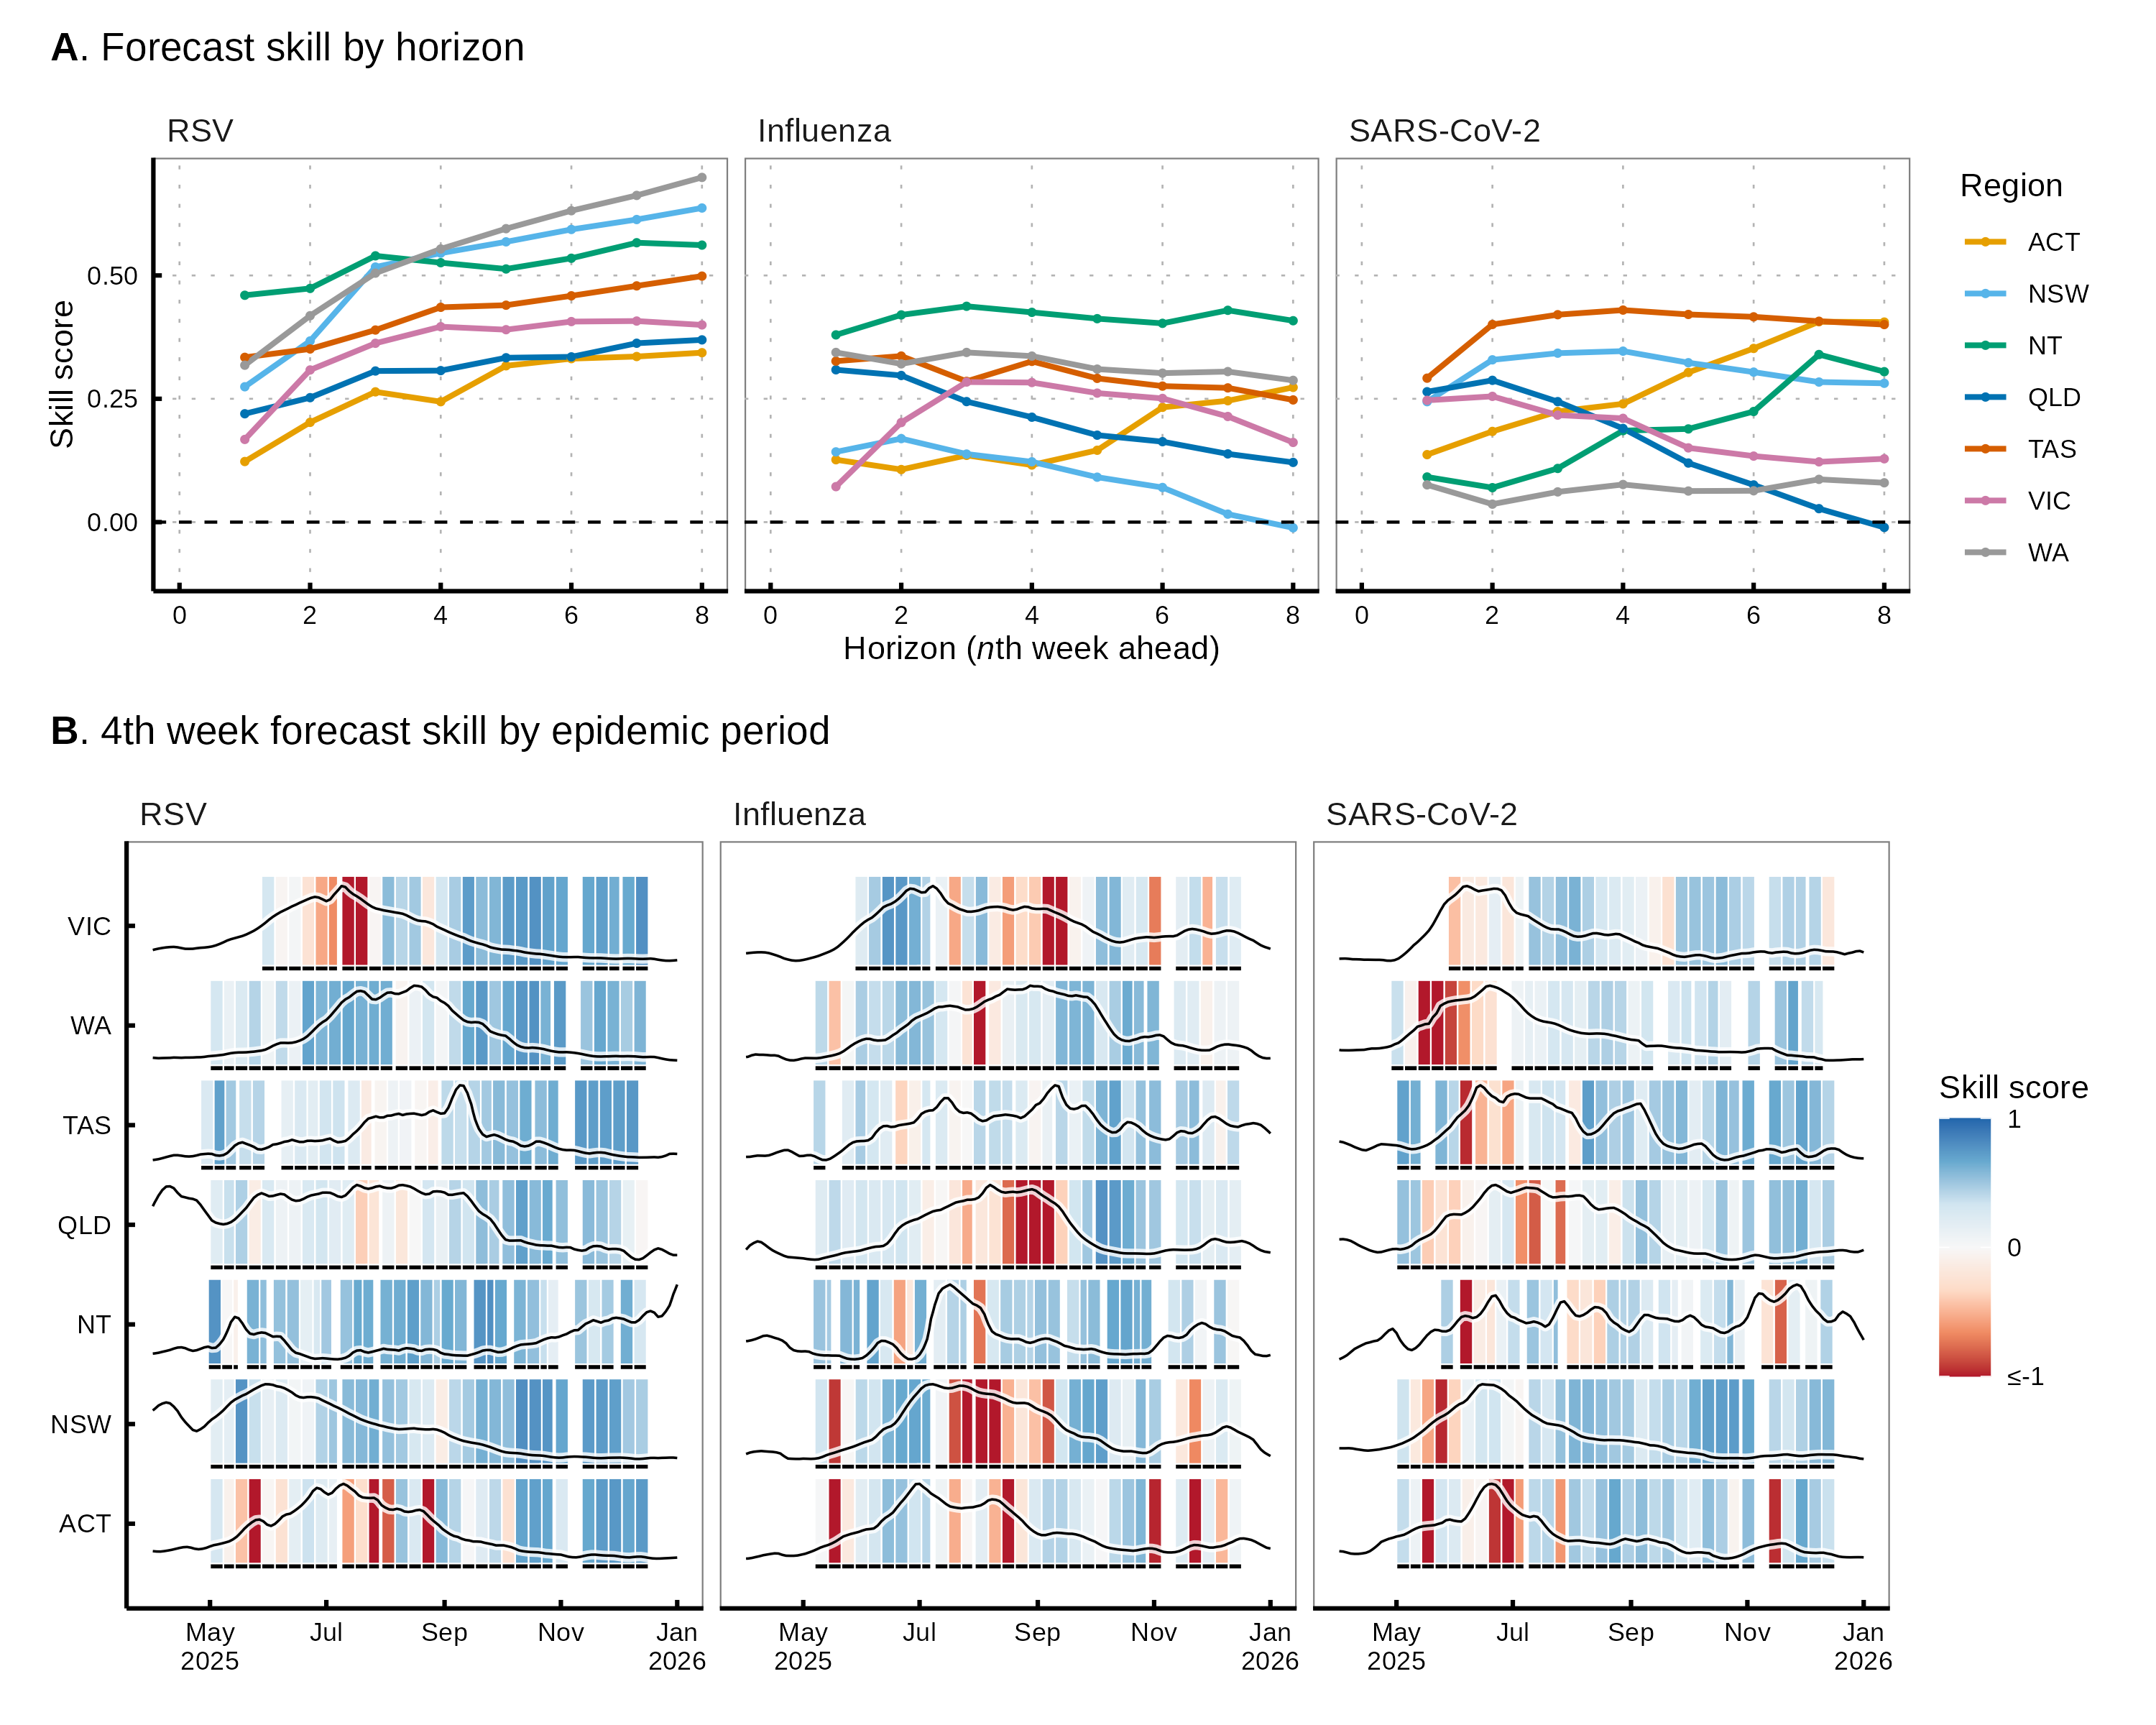 A. Forecast skill by horizon
RSV
Influenza
SARS-CoV-2
Skill score
0.50
0.25
0.00
0 2 4 6 8
0 2 4 6 8
0 2 4 6 8
Horizon (nth week ahead)
Region
ACT
NSW
NT
QLD
TAS
VIC
WA
B. 4th week forecast skill by epidemic period
RSV
Influenza
SARS-CoV-2
VIC
WA
TAS
QLD
NT
NSW
ACT
May Jul Sep Nov Jan
2025 2026
May Jul Sep Nov Jan
2025 2026
May Jul Sep Nov Jan
2025 2026
Skill score
1
0
≤-1